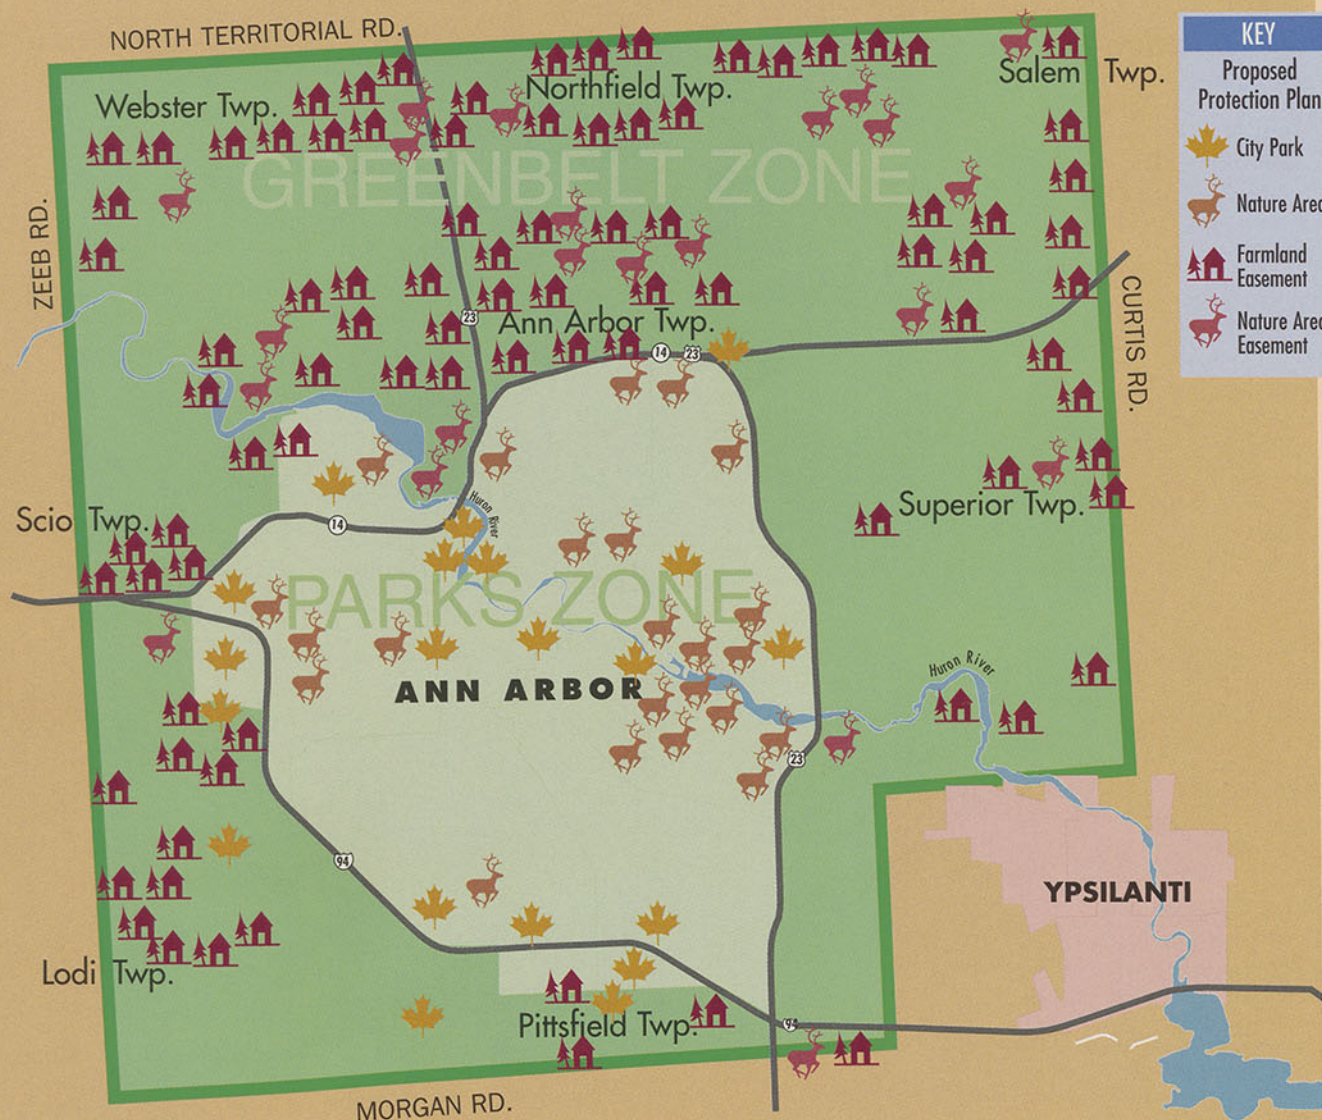 NORTH TERRITORIAL RD.
KEY
Proposed
Protection Plan
City Park
Nature Area
Farmland
Easement
Nature Area
Easement
Webster Twp.
Northfield Twp.
Salem Twp.
GREENBELT ZONE
ZEEB RD.
CURTIS RD.
23
Ann Arbor Twp.
14
23
Huron River
Superior Twp.
Scio Twp.
14
PARKS ZONE
ANN ARBOR
Huron River
23
94
YPSILANTI
Lodi Twp.
Pittsfield Twp.
94
MORGAN RD.